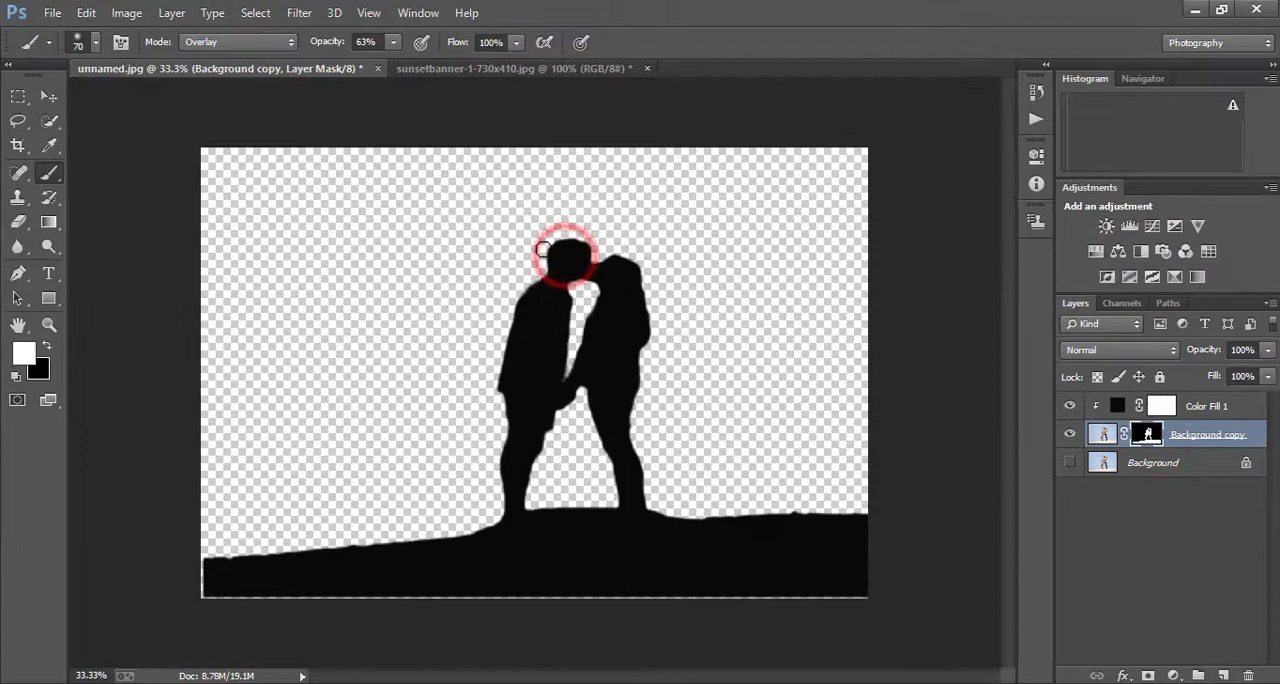 Ps File Edit Image Layer Type Select Filter 3D View Window Help
70 Mode: Overlay Opacity: 63% Flow: 100% Photography
unnamed.jpg @ 33.3% (Background copy, Layer Mask/8) * × sunsetbanner-1-730x410.jpg @ 100% (RGB/8#) * ×
Histogram Navigator
Adjustments
Add an adjustment
Layers Channels Paths
Kind
Normal Opacity: 100%
Lock: Fill: 100%
Color Fill 1
Background copy
Background
33.33% Doc: 8.78M/19.1M